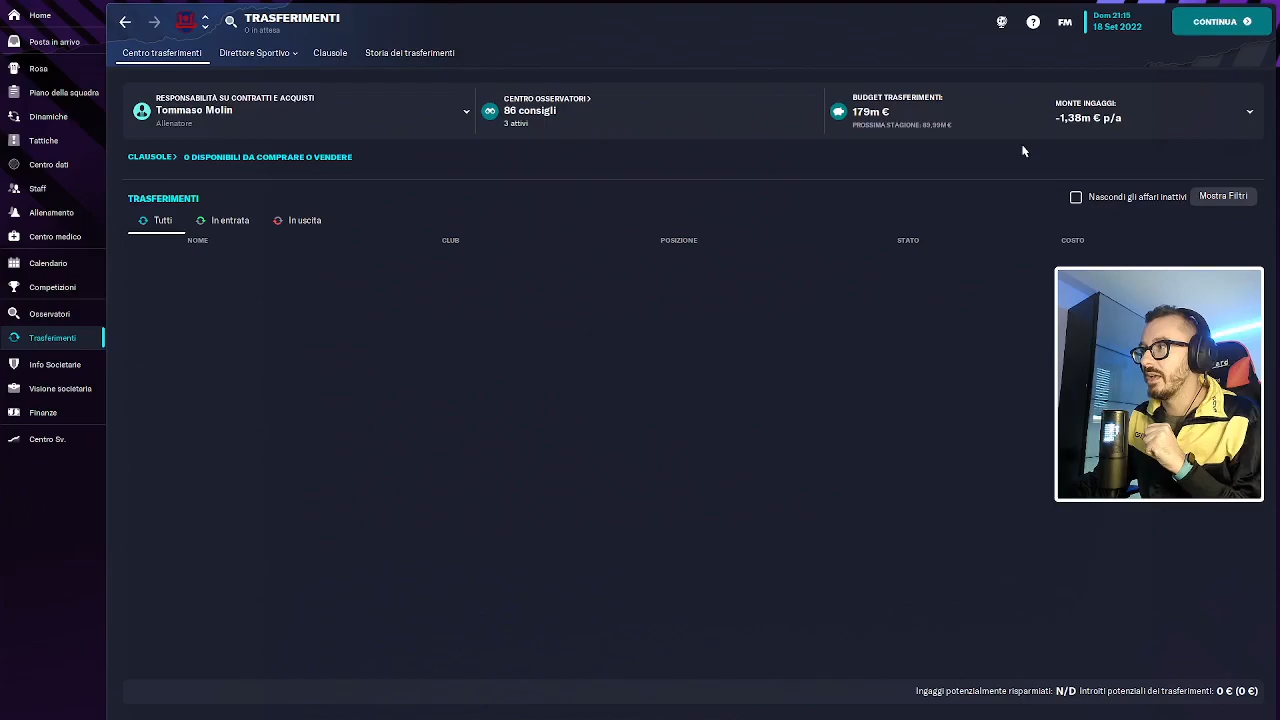 Home
Posta in arrivo
Rosa
Piano della squadra
Dinamiche
Tattiche
Centro dati
Staff
Allenamento
Centro medico
Calendario
Competizioni
Osservatori
Trasferimenti
Info Societarie
Visione societaria
Finanze
Centro Sv.
TRASFERIMENTI
0 in attesa
FM
Dom 21:15
18 Set 2022
CONTINUA
Centro trasferimenti
Direttore Sportivo
Clausole
Storia dei trasferimenti
RESPONSABILITÀ SU CONTRATTI E ACQUISTI
Tommaso Molin
Allenatore
CENTRO OSSERVATORI >
86 consigli
3 attivi
BUDGET TRASFERIMENTI:
179m €
PROSSIMA STAGIONE: 89,99M €
MONTE INGAGGI:
-1,38m € p/a
CLAUSOLE > 0 DISPONIBILI DA COMPRARE O VENDERE
TRASFERIMENTI
Nascondi gli affari inattivi
Mostra Filtri
Tutti
In entrata
In uscita
NOME
CLUB
POSIZIONE
STATO
COSTO
Ingaggi potenzialmente risparmiati: N/D Introiti potenziali dei trasferimenti: 0 € (0 €)